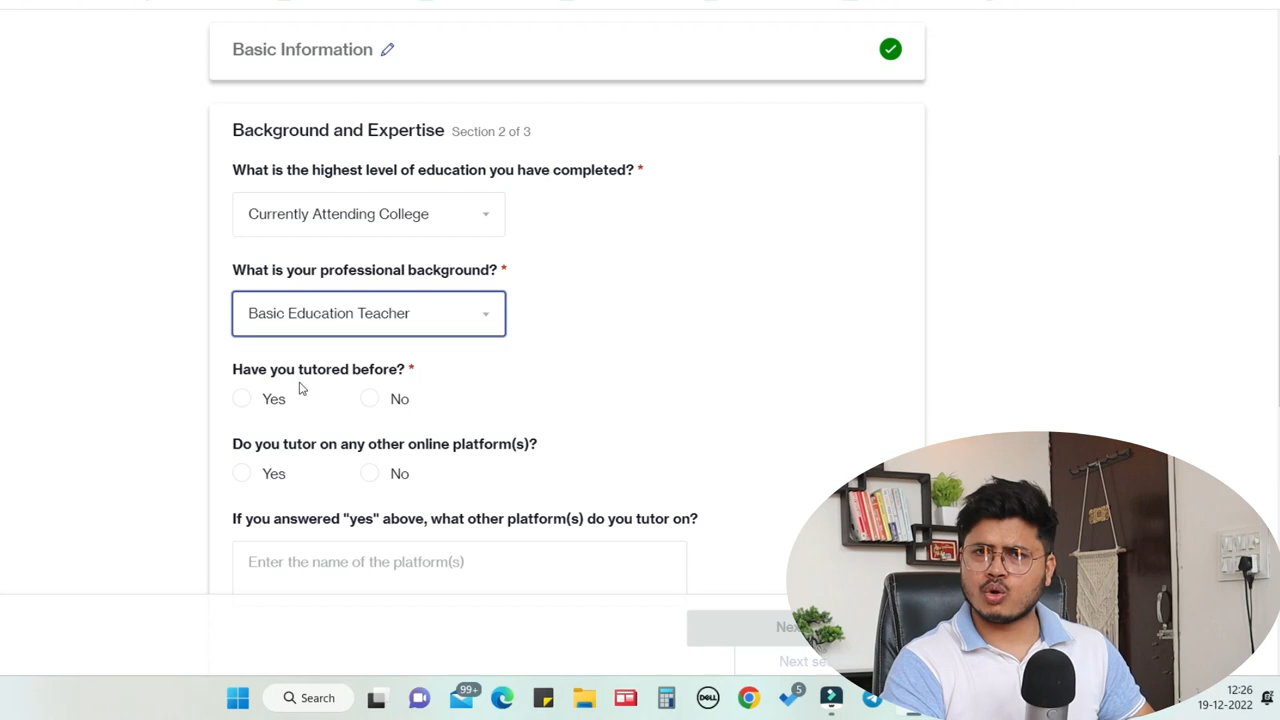 Basic Information
Background and Expertise Section 2 of 3
What is the highest level of education you have completed? *
Currently Attending College
What is your professional background? *
Basic Education Teacher
Have you tutored before? *
Yes No
Do you tutor on any other online platform(s)?
Yes No
If you answered "yes" above, what other platform(s) do you tutor on?
Enter the name of the platform(s)
Search
99+
DELL
5
12:26
19-12-2022